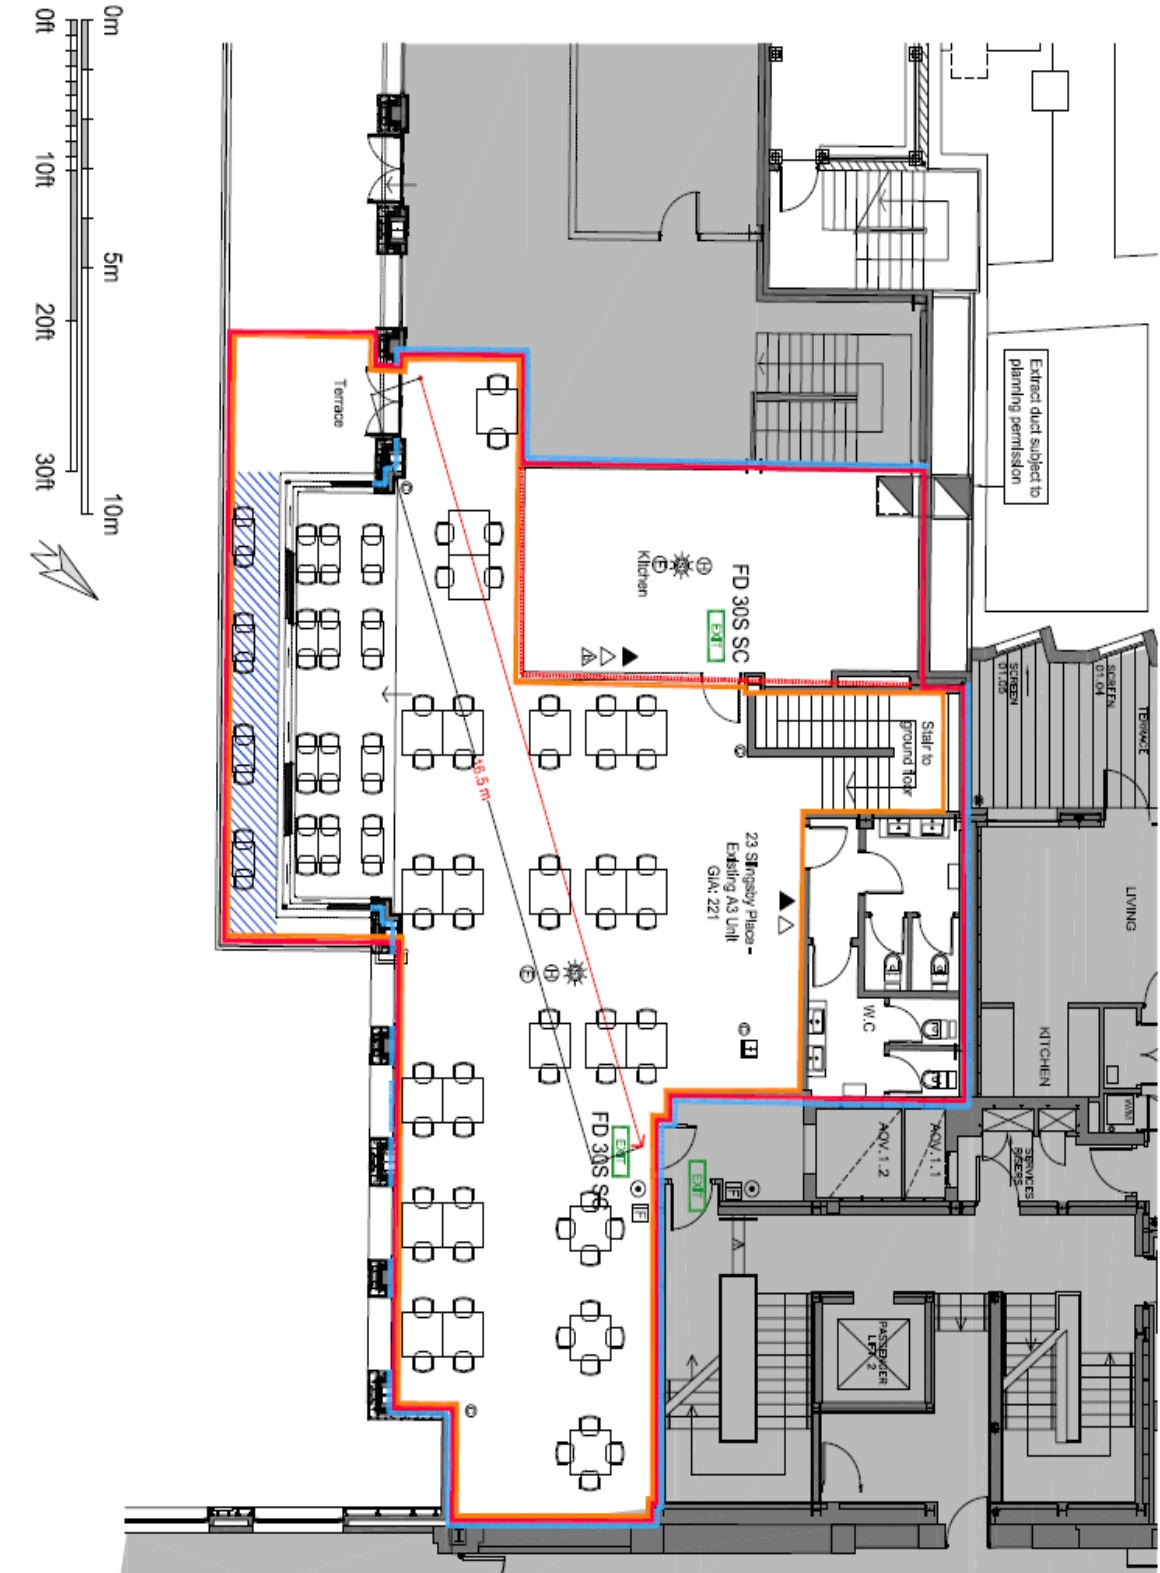 0m
0ft
10ft
5m
20ft
30ft
10m
Terrace
Extract duct subject to
planning permission
Kitchen
FD 30S SC
EXIT
H
E
16.5 m
Stair to
ground floor
23 Slingsby Place -
Existing A3 Unit
GIA: 221
W.C
SCREEN
01.05
SCREEN
01.04
TERRACE
LIVING
KITCHEN
W/M
SERVICES
RISERS
AOV.1.1
AOV.1.2
E
H
C
C
C
C
FD 30S SC
EXIT
EXIT
F
F
PASSENGER
LIFT 2